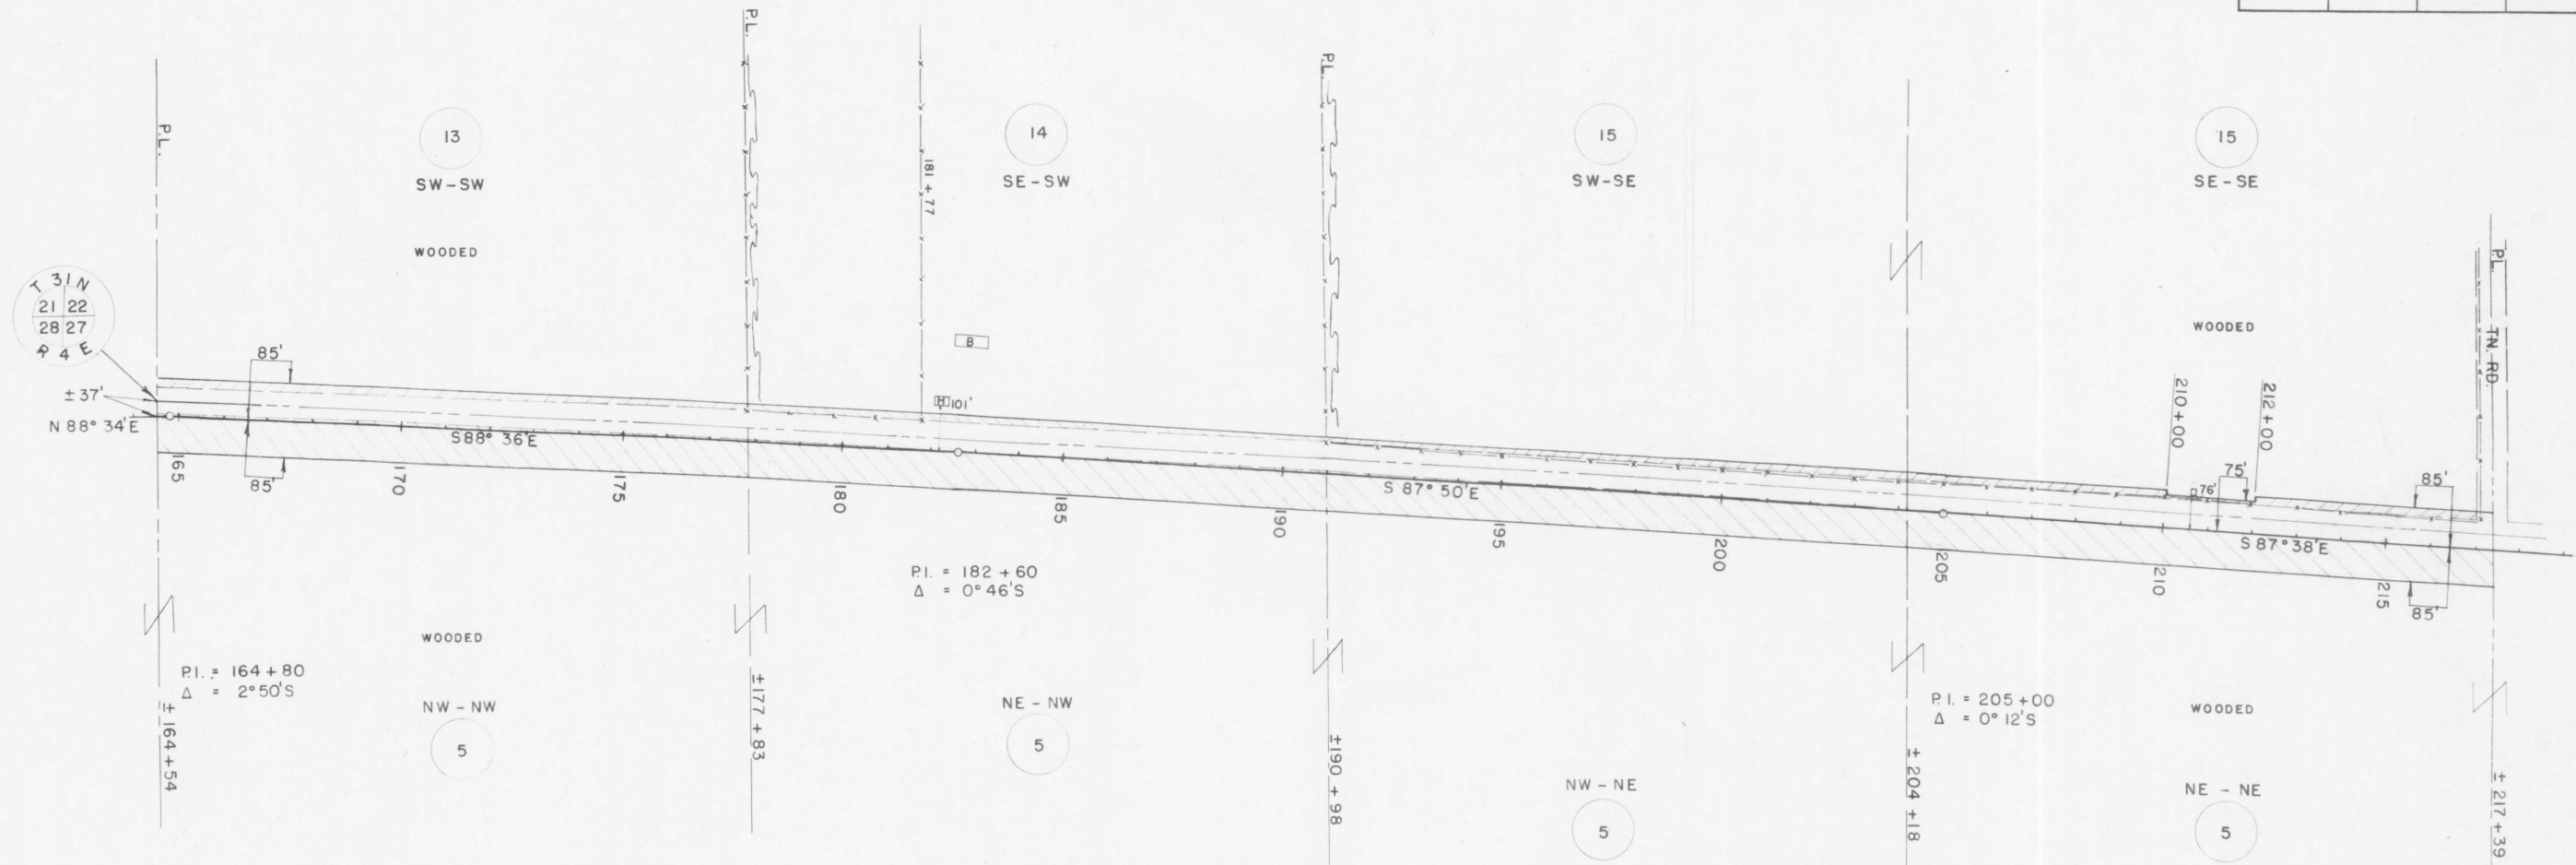 P.L.
P.L.
P.L.
P.L.
13
SW-SW
WOODED
14
SE-SW
181+77
15
SW-SE
15
SE-SE
WOODED
TN. RD.
T 31 N
21 22
28 27
R 4 E
B
H 101'
85'
±37'
N 88° 34'E
S 88° 36'E
85'
S 87° 50'E
210+00
212+00
75'
76'
85'
S 87° 38'E
85'
165
170
175
180
185
190
195
200
205
210
215
P.I. = 182+60
Δ = 0°46'S
WOODED
P.I. = 164+80
Δ = 2°50'S
NW-NW
5
NE-NW
5
P.I. = 205+00
Δ = 0°12'S
WOODED
NW-NE
5
NE-NE
5
±164+54
±177+83
±190+98
±204+18
±217+39